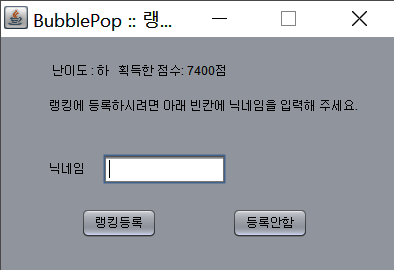 BubblePop :: 랭...
난이도 : 하 획득한 점수: 7400점
랭킹에 등록하시려면 아래 빈칸에 닉네임을 입력해 주세요.
닉네임
랭킹등록 등록안함